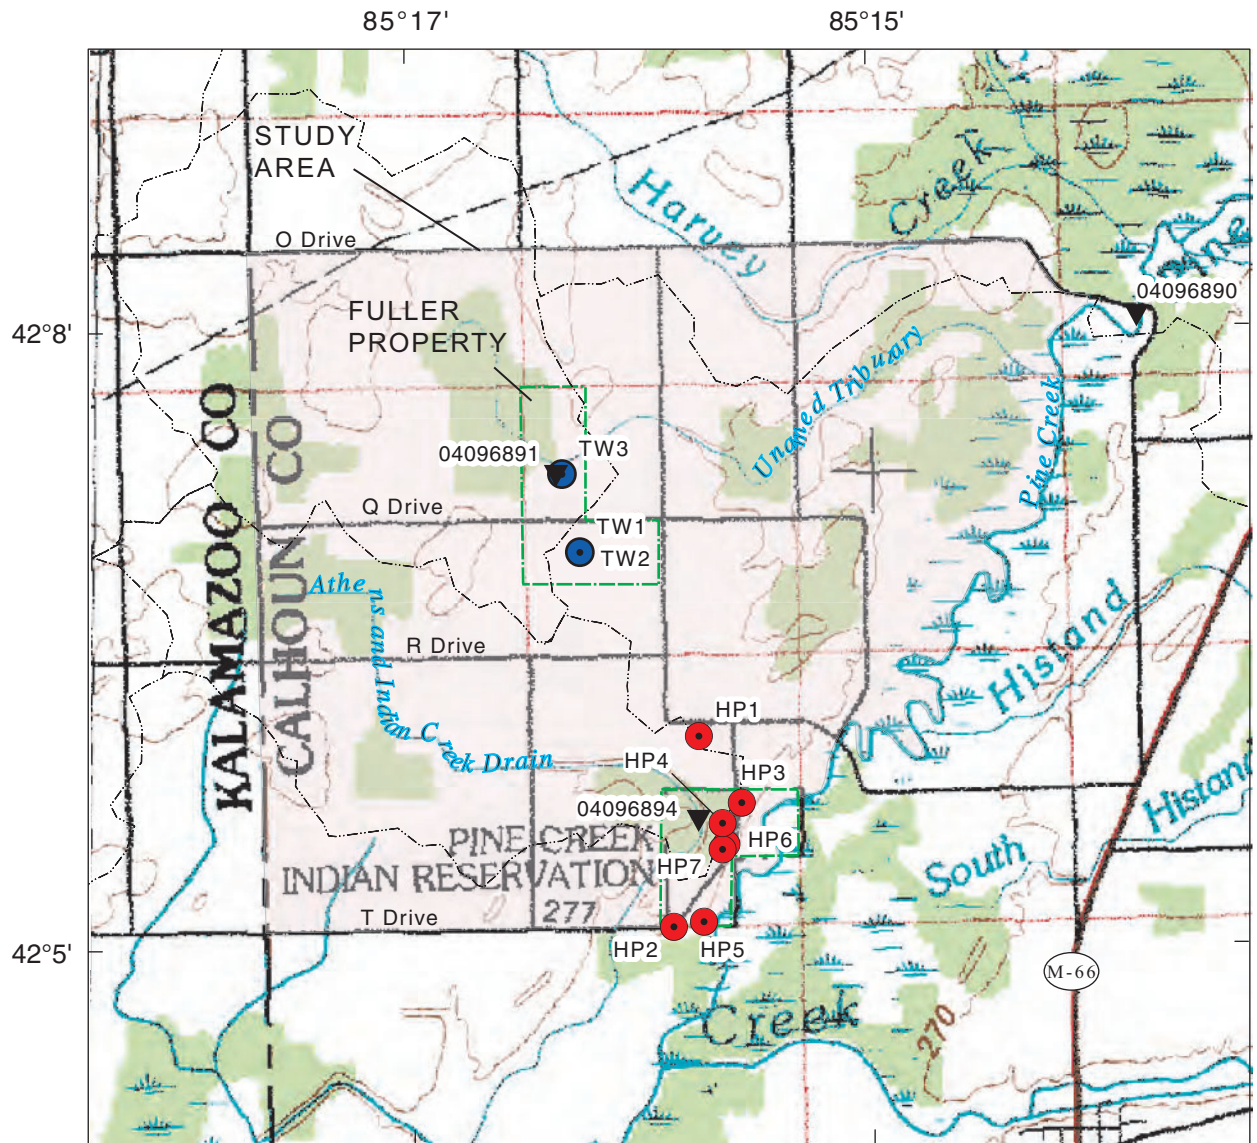 85°17'
85°15'
STUDY
AREA
Harvey
Creek
O Drive
04096890
FULLER
PROPERTY
42°8'
Unamed Tributary
Pine Creek
KALAMAZOO CO
CALHOUN CO
04096891
TW3
Q Drive
TW1
TW2
Athens and Indian Creek Drain
R Drive
Histand
HP1
HP4
HP3
Histand
04096894
HP6
HP7
PINE CREEK
INDIAN RESERVATION
277
South
T Drive
HP2
HP5
42°5'
M-66
Creek
270